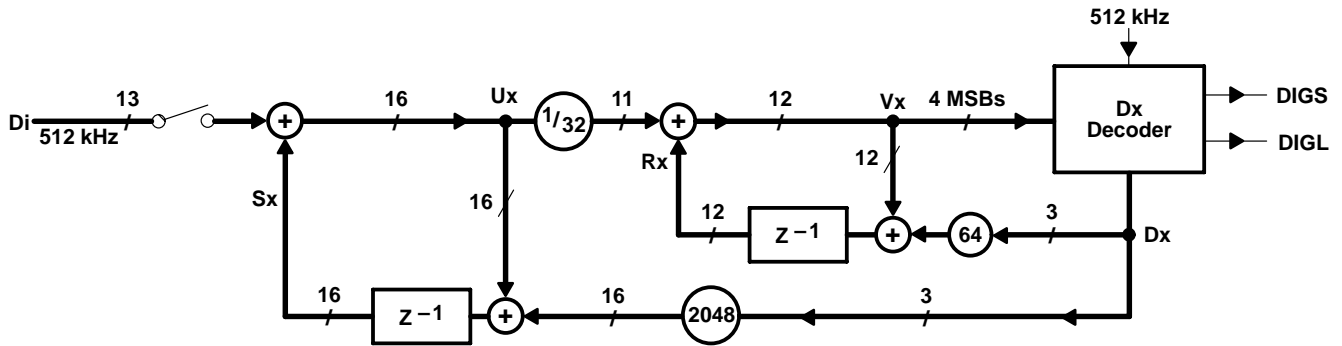 512 kHz
13
16
Ux
1/32
11
12
Vx
4 MSBs
Dx
Decoder
DIGS
DIGL
Di
512 kHz
+
+
Rx
12
Sx
16
12
Z−1
+
64
3
Dx
16
Z−1
+
16
2048
3